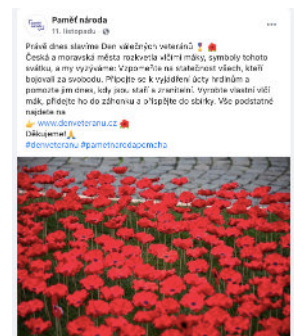 Paměť národa
11. listopadu
Právě dnes slavíme Den válečných veteránů
Česká a moravská města rozkvetla vlčími máky, symboly tohoto
svátku, a my vyzýváme: Vzpomeňte na statečnost všech, kteří
bojovali za svobodu. Připojte se k vyjádření úcty hrdinům a
pomozte jim dnes, kdy jsou staří a zranitelní. Vyrobte vlastní vlčí
mák, přidejte ho do záhonku a přispějte do sbírky. Vše podstatné
najdete na
👉 www.denveteranu.cz
Děkujeme!🙏
#denveteranu #pametnarodapomaha